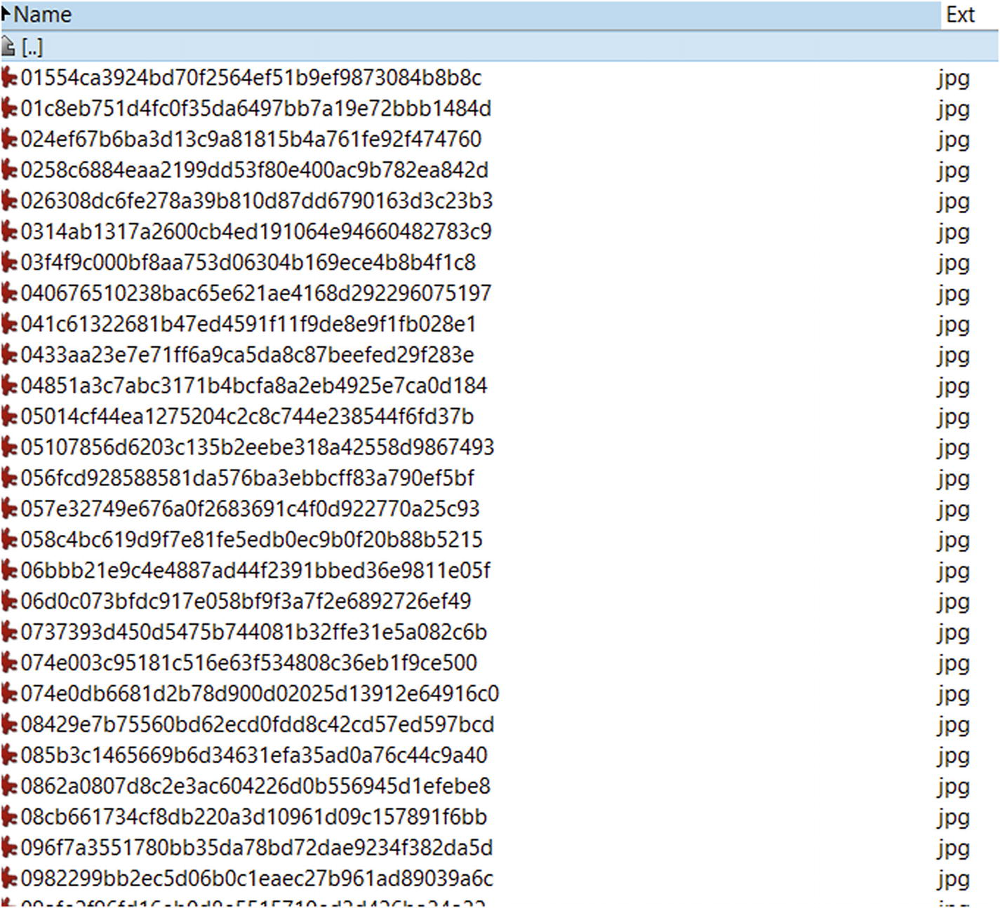 Name Ext
[..]
01554ca3924bd70f2564ef51b9ef9873084b8b8c jpg
01c8eb751d4fc0f35da6497bb7a19e72bbb1484d jpg
024ef67b6ba3d13c9a81815b4a761fe92f474760 jpg
0258c6884eaa2199dd53f80e400ac9b782ea842d jpg
026308dc6fe278a39b810d87dd6790163d3c23b3 jpg
0314ab1317a2600cb4ed191064e94660482783c9 jpg
03f4f9c000bf8aa753d06304b169ece4b8b4f1c8 jpg
040676510238bac65e621ae4168d292296075197 jpg
041c61322681b47ed4591f11f9de8e9f1fb028e1 jpg
0433aa23e7e71ff6a9ca5da8c87beefed29f283e jpg
04851a3c7abc3171b4bcfa8a2eb4925e7ca0d184 jpg
05014cf44ea1275204c2c8c744e238544f6fd37b jpg
05107856d6203c135b2eebe318a42558d9867493 jpg
056fcd928588581da576ba3ebbcff83a790ef5bf jpg
057e32749e676a0f2683691c4f0d922770a25c93 jpg
058c4bc619d9f7e81fe5edb0ec9b0f20b88b5215 jpg
06bbb21e9c4e4887ad44f2391bbed36e9811e05f jpg
06d0c073bfdc917e058bf9f3a7f2e6892726ef49 jpg
0737393d450d5475b744081b32ffe31e5a082c6b jpg
074e003c95181c516e63f534808c36eb1f9ce500 jpg
074e0db6681d2b78d900d02025d13912e64916c0 jpg
08429e7b75560bd62ecd0fdd8c42cd57ed597bcd jpg
085b3c1465669b6d34631efa35ad0a76c44c9a40 jpg
0862a0807d8c2e3ac604226d0b556945d1efebe8 jpg
08cb661734cf8db220a3d10961d09c157891f6bb jpg
096f7a3551780bb35da78bd72dae9234f382da5d jpg
0982299bb2ec5d06b0c1eaec27b961ad89039a6c jpg